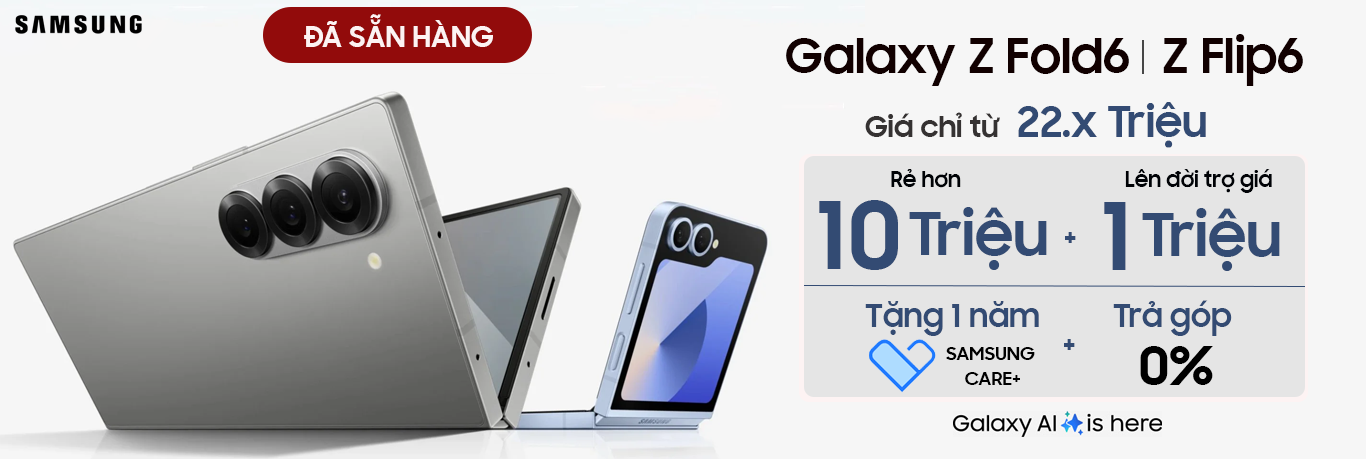 SAMSUNG
ĐÃ SẴN HÀNG
Galaxy Z Fold6 | Z Flip6
Giá chỉ từ 22.x Triệu
Rẻ hơn
10 Triệu
+
Lên đời trợ giá
1 Triệu
Tặng 1 năm
SAMSUNG
CARE+
+
Trả góp
0%
Galaxy AI is here
SAMSUNG